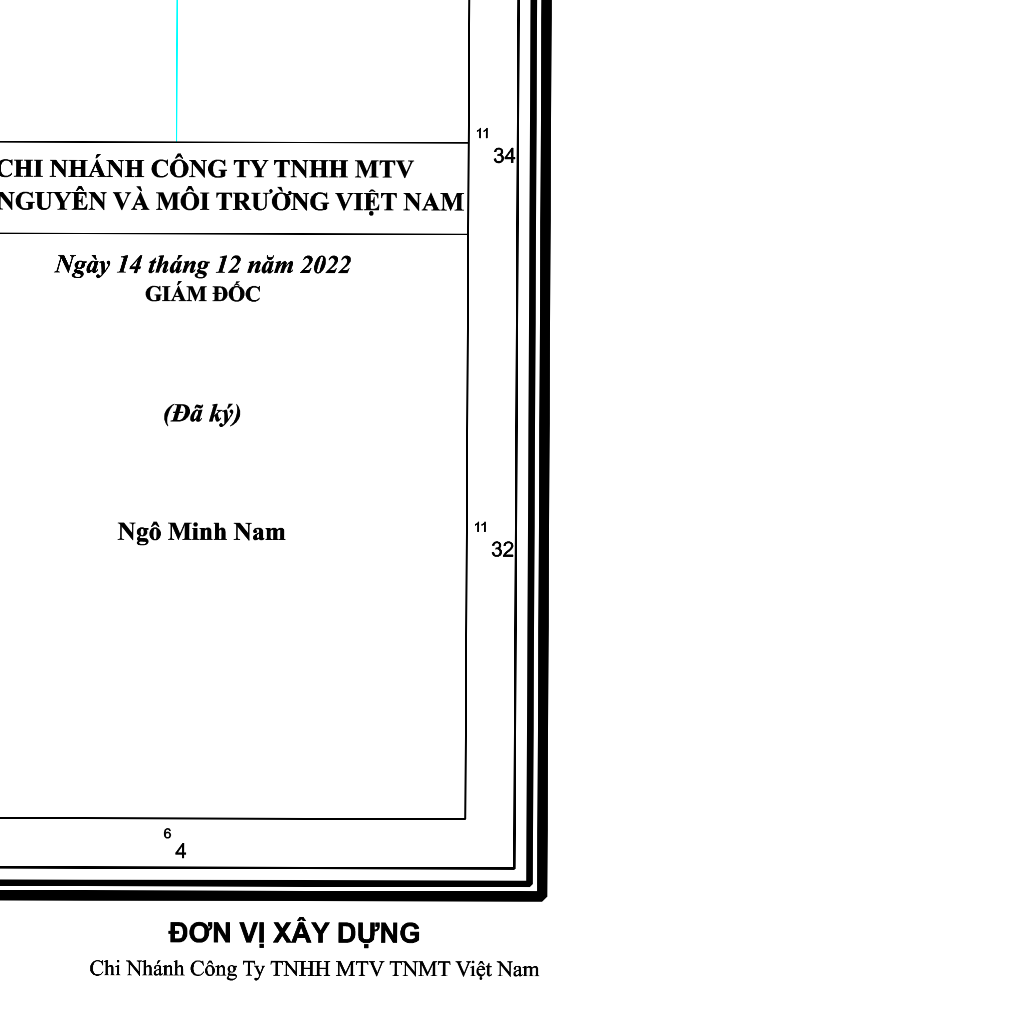 11
34
CHI NHÁNH CÔNG TY TNHH MTV
NGUYÊN VÀ MÔI TRƯỜNG VIỆT NAM
Ngày 14 tháng 12 năm 2022
GIÁM ĐỐC
(Đã ký)
Ngô Minh Nam
11
32
6
4
ĐƠN VỊ XÂY DỰNG
Chi Nhánh Công Ty TNHH MTV TNMT Việt Nam